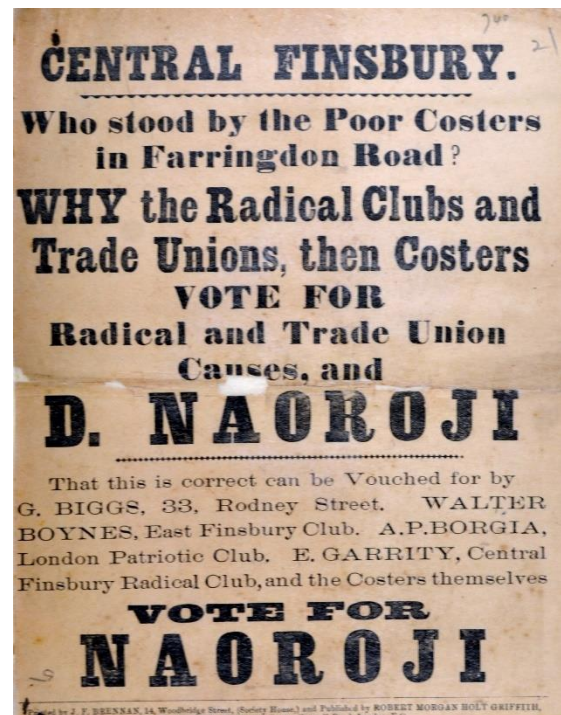 240
21
CENTRAL FINSBURY.
Who stood by the Poor Costers
in Farringdon Road?
WHY the Radical Clubs and
Trade Unions, then Costers
VOTE FOR
Radical and Trade Union
Causes, and
D. NAOROJI
That this is correct can be Vouched for by
G. BIGGS, 33, Rodney Street. WALTER
BOYNES, East Finsbury Club. A.P.BORGIA,
London Patriotic Club. E. GARRITY, Central
Finsbury Radical Club, and the Costers themselves
VOTE FOR
NAOROJI
Printed by J. F. BRENNAN, 14, Woodbridge Street, (Society House,) and Published by ROBERT MORGAN HOLT GRIFFITH,